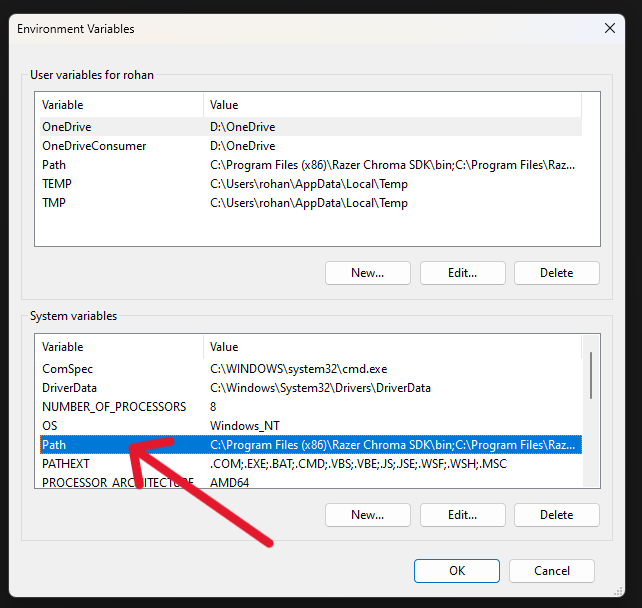 Environment Variables
User variables for rohan
Variable Value
OneDrive D:\OneDrive
OneDriveConsumer D:\OneDrive
Path C:\Program Files (x86)\Razer Chroma SDK\bin;C:\Program Files\Raz...
TEMP C:\Users\rohan\AppData\Local\Temp
TMP C:\Users\rohan\AppData\Local\Temp
New... Edit... Delete
System variables
Variable Value
ComSpec C:\WINDOWS\system32\cmd.exe
DriverData C:\Windows\System32\Drivers\DriverData
NUMBER_OF_PROCESSORS 8
OS Windows_NT
Path C:\Program Files (x86)\Razer Chroma SDK\bin;C:\Program Files\Raz...
PATHEXT .COM;.EXE;.BAT;.CMD;.VBS;.VBE;.JS;.JSE;.WSF;.WSH;.MSC
PROCESSOR_ARCHITECTURE AMD64
New... Edit... Delete
OK Cancel